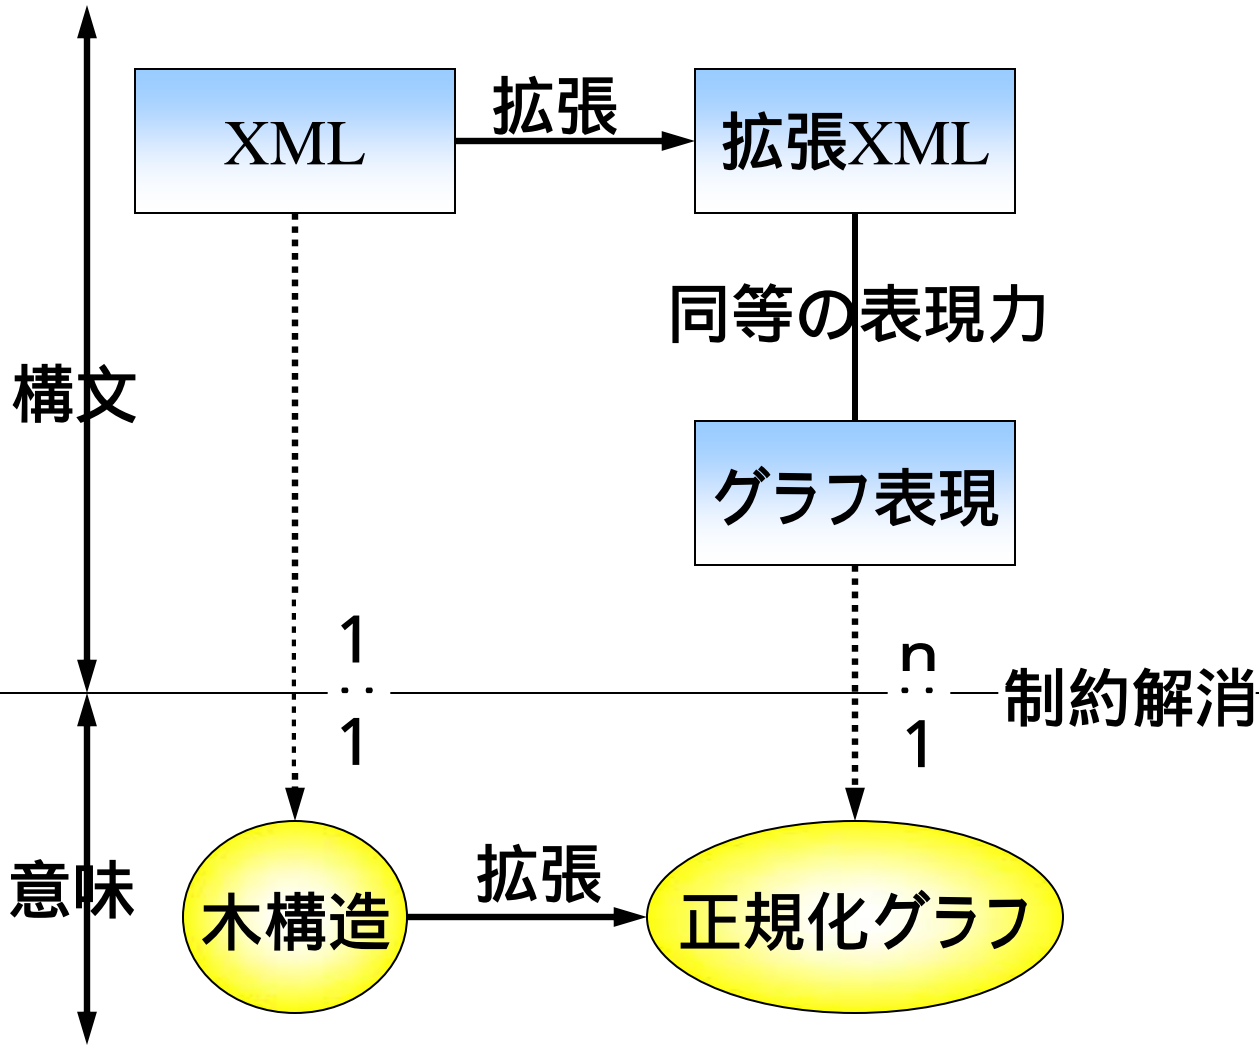 拡張
XML
拡張XML
同等の表現力
構文
グラフ表現
1
:
1
n
:
1
制約解消
意味
拡張
木構造
正規化グラフ